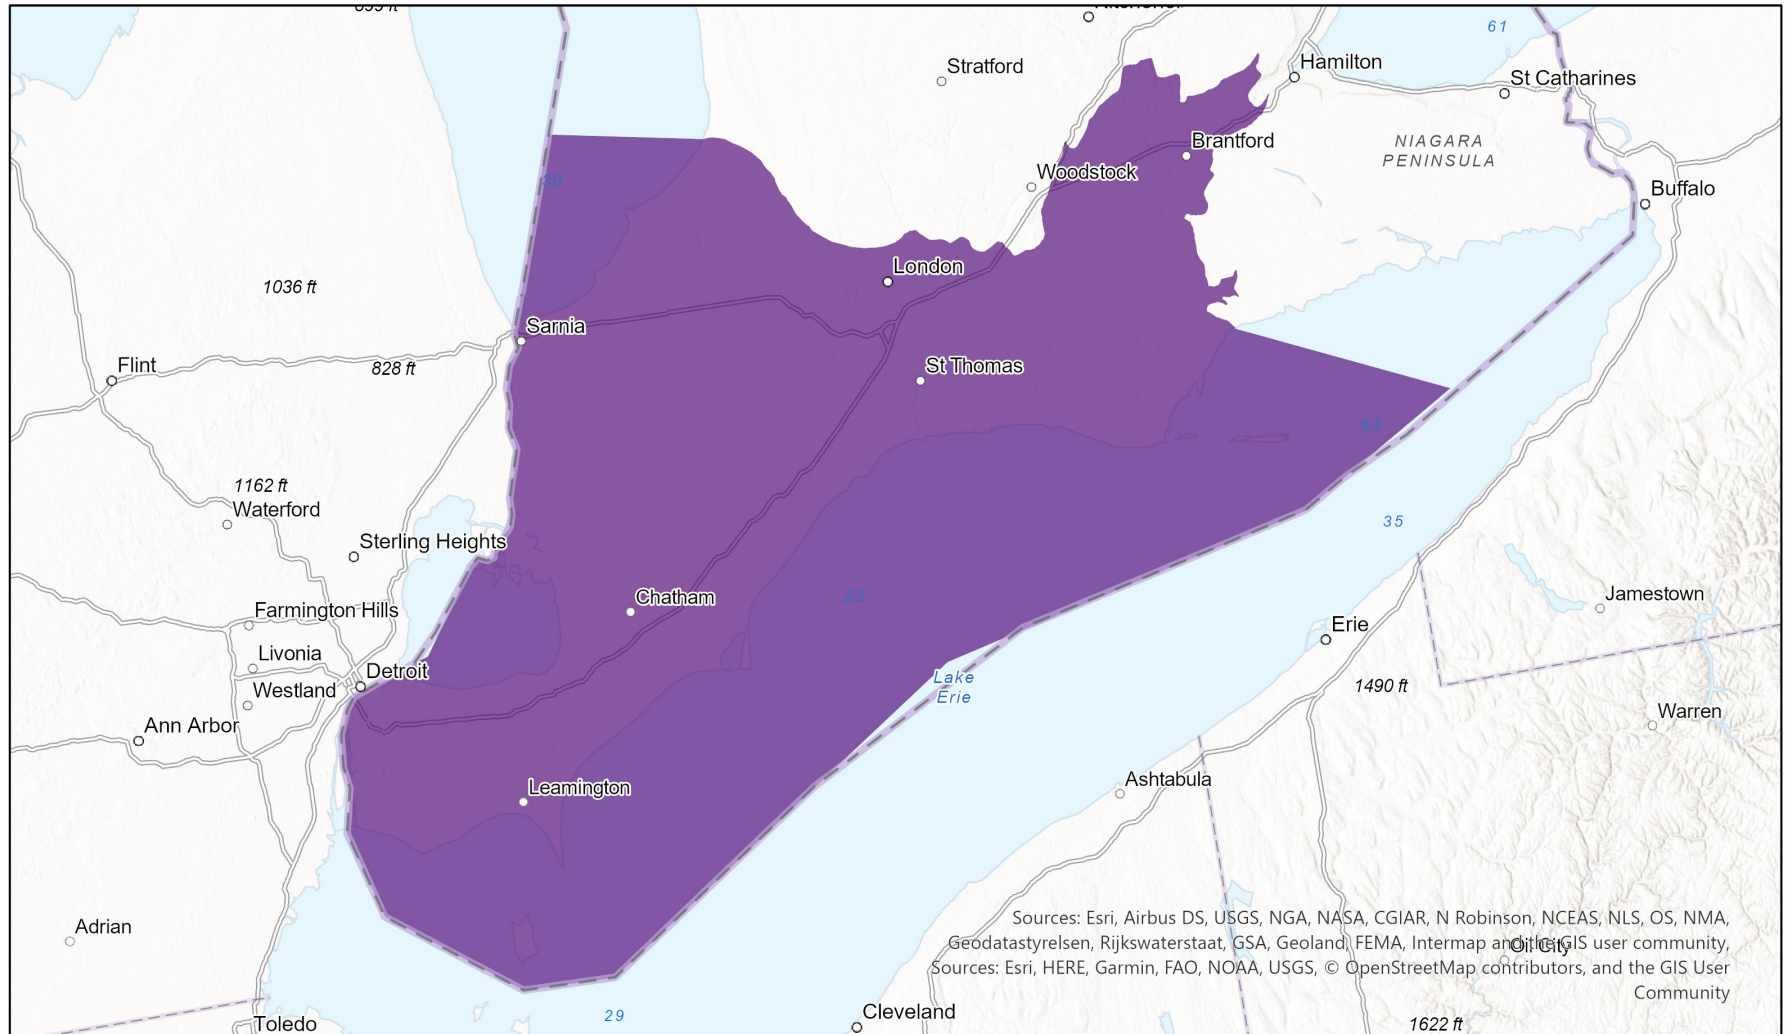 61
Hamilton
Stratford
St Catharines
NIAGARA
PENINSULA
Brantford
Woodstock
30
Buffalo
London
1036 ft
Sarnia
Flint
828 ft
St Thomas
63
1162 ft
Waterford
35
Sterling Heights
Chatham
22
Jamestown
Farmington Hills
Erie
Livonia
Detroit
Lake
Erie
Westland
1490 ft
Ann Arbor
Warren
Leamington
Ashtabula
Adrian
Sources: Esri, Airbus DS, USGS, NGA, NASA, CGIAR, N Robinson, NCEAS, NLS, OS, NMA,
Geodatastyrelsen, Rijkswaterstaat, GSA, Geoland, FEMA, Intermap and the GIS user community,
Oil City
Sources: Esri, HERE, Garmin, FAO, NOAA, USGS, © OpenStreetMap contributors, and the GIS User
Community
29
Cleveland
Toledo
1622 ft